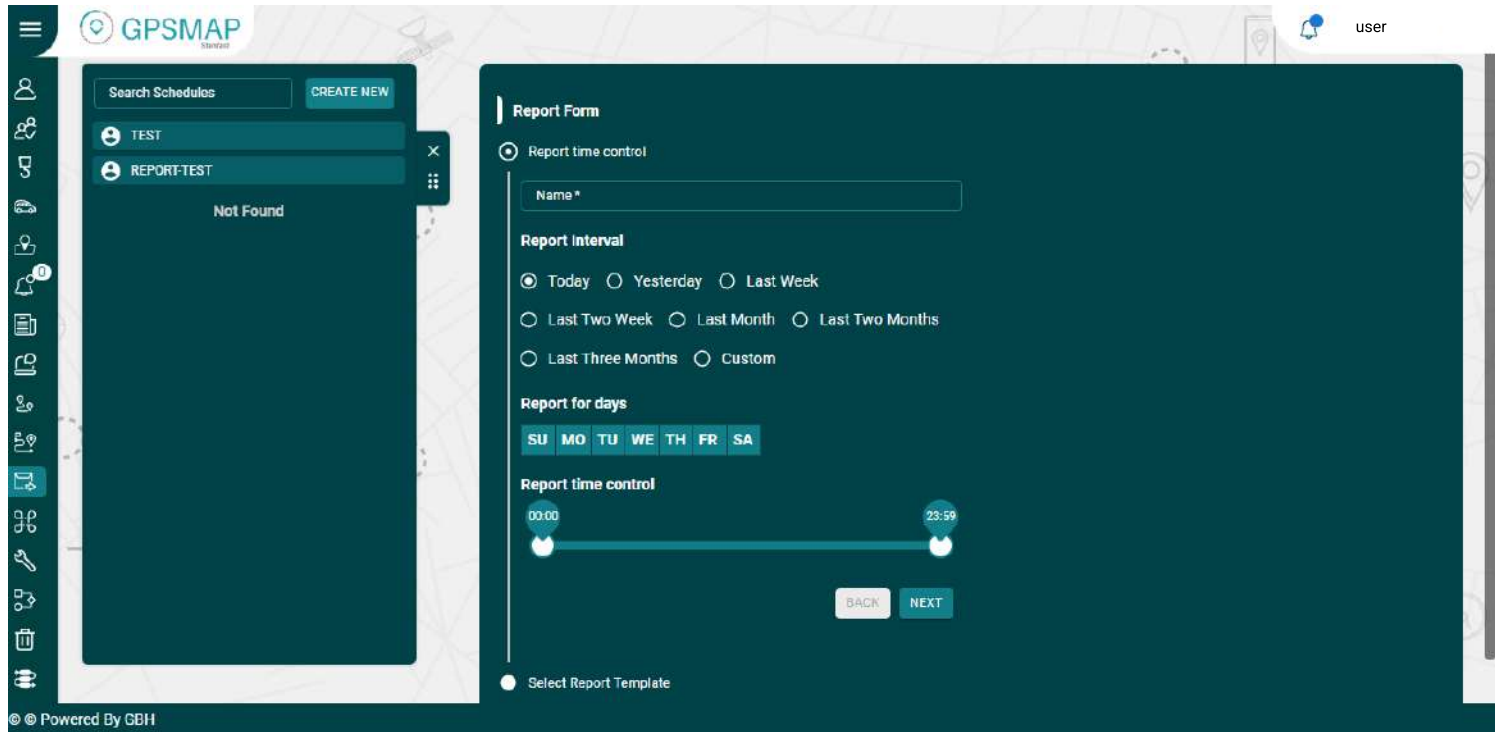 GPSMAP
Standard
user
Search Schedules
CREATE NEW
TEST
REPORT-TEST
Not Found
0
Report Form
Report time control
Name*
Report Interval
Today Yesterday Last Week
Last Two Week Last Month Last Two Months
Last Three Months Custom
Report for days
SU MO TU WE TH FR SA
Report time control
00:00 23:59
BACK NEXT
Select Report Template
© © Powered By GBH